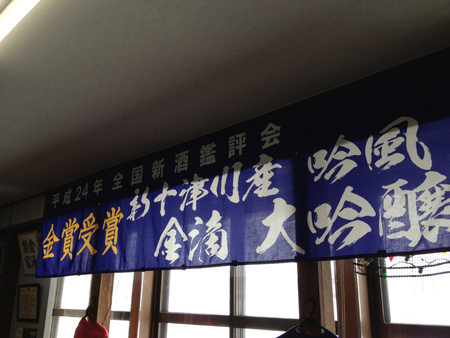 平成24年 全国新酒鑑評会
金賞受賞
新十津川産 吟風
金滴 大吟醸